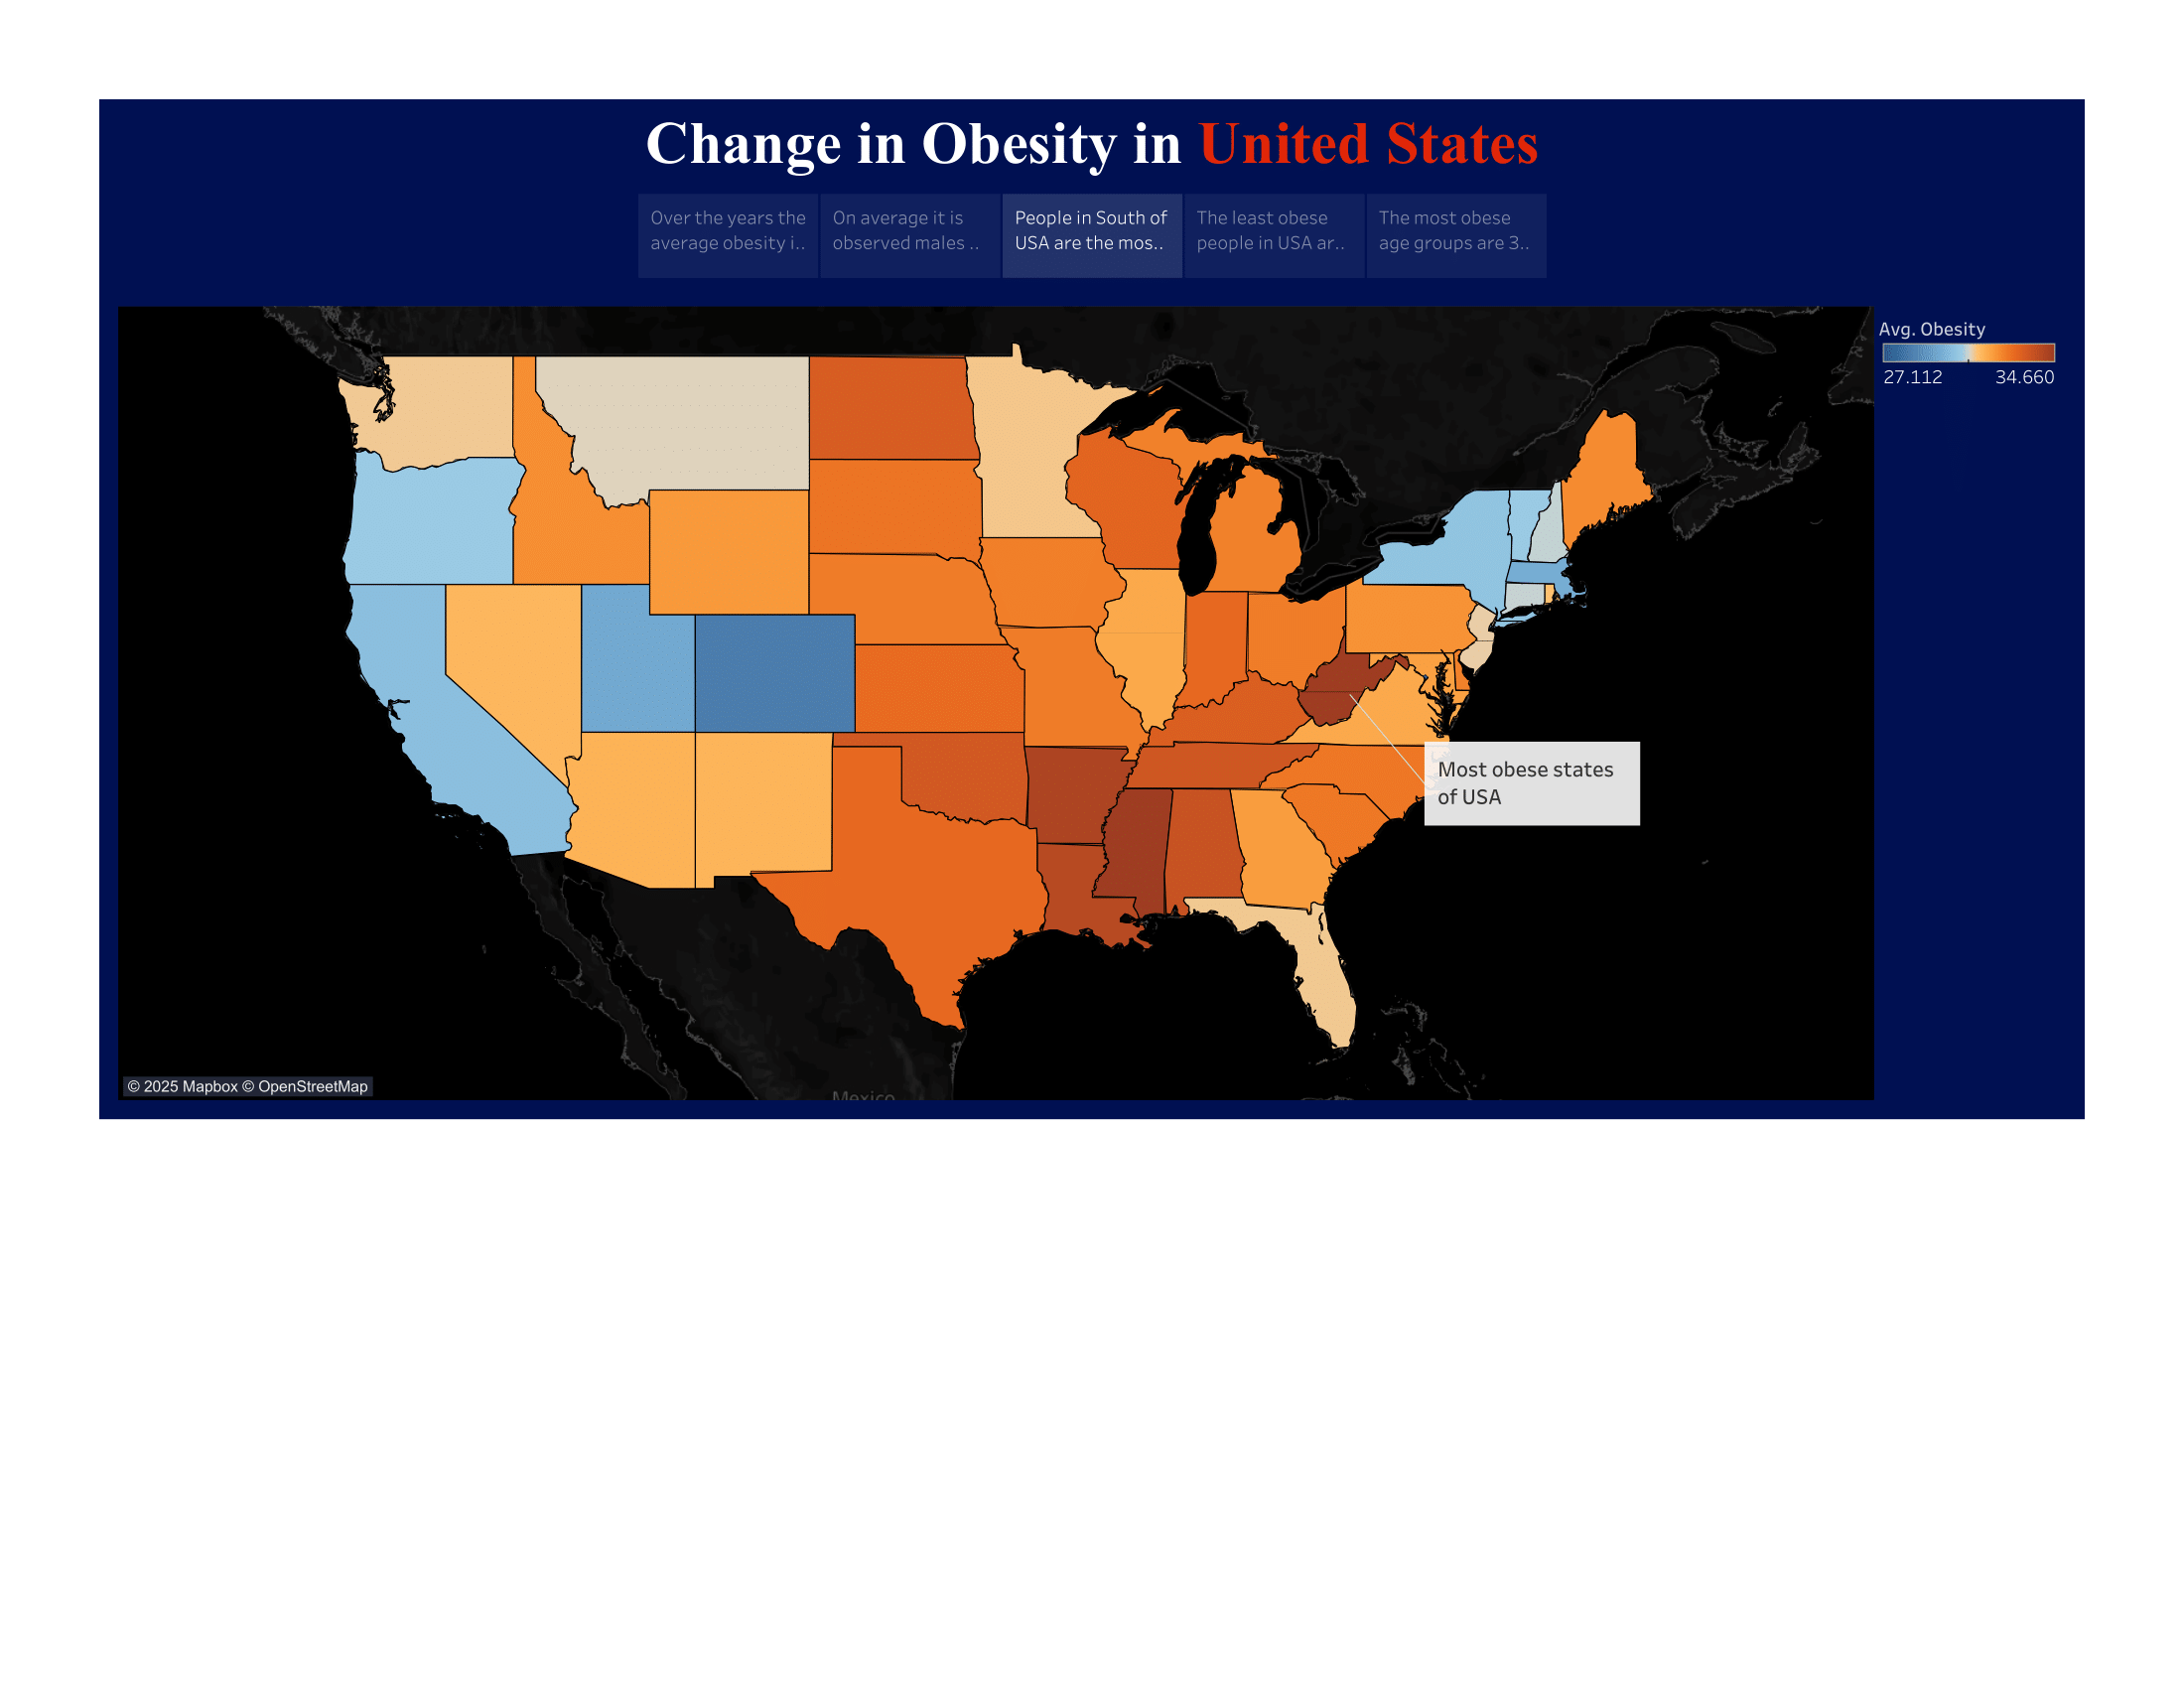 Change in Obesity in United States
Over the years the
average obesity i..
On average it is
observed males ..
People in South of
USA are the mos..
The least obese
people in USA ar..
The most obese
age groups are 3..
Avg. Obesity
27.112 34.660
Most obese states
of USA
© 2025 Mapbox © OpenStreetMap
Mexico